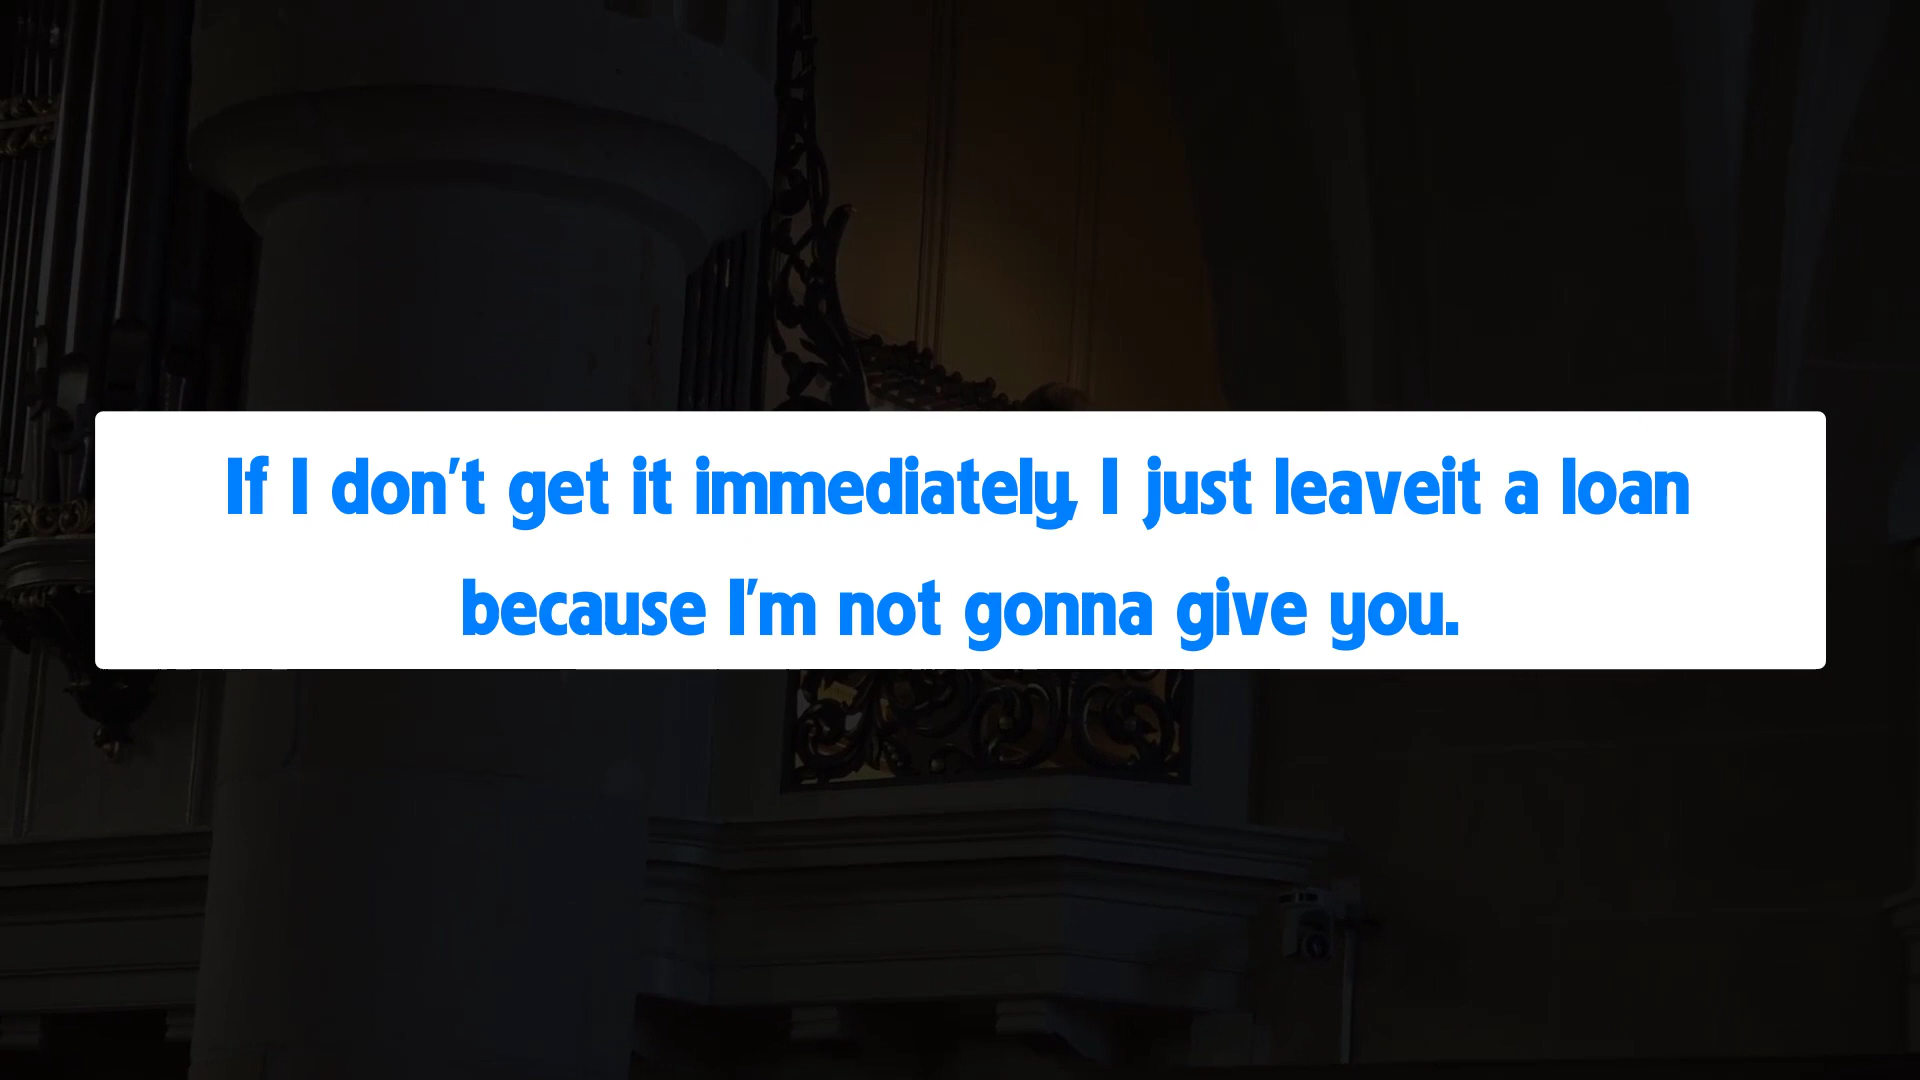 If I don't get it immediately, I just leaveit a loan
because I'm not gonna give you.